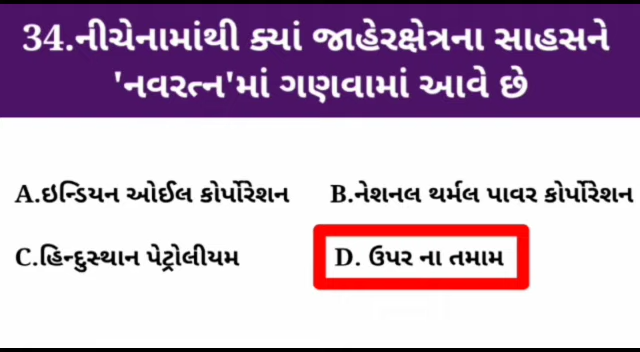 34.નીચેનામાંથી ક્યાં જાહેરક્ષેત્રના સાહસને
'નવરત્ન'માં ગણવામાં આવે છે
A.ઇન્ડિયન ઓઈલ કોર્પોરેશન B.નેશનલ થર્મલ પાવર કોર્પોરેશન
C.હિન્દુસ્થાન પેટ્રોલીયમ D. ઉપર ના તમામ